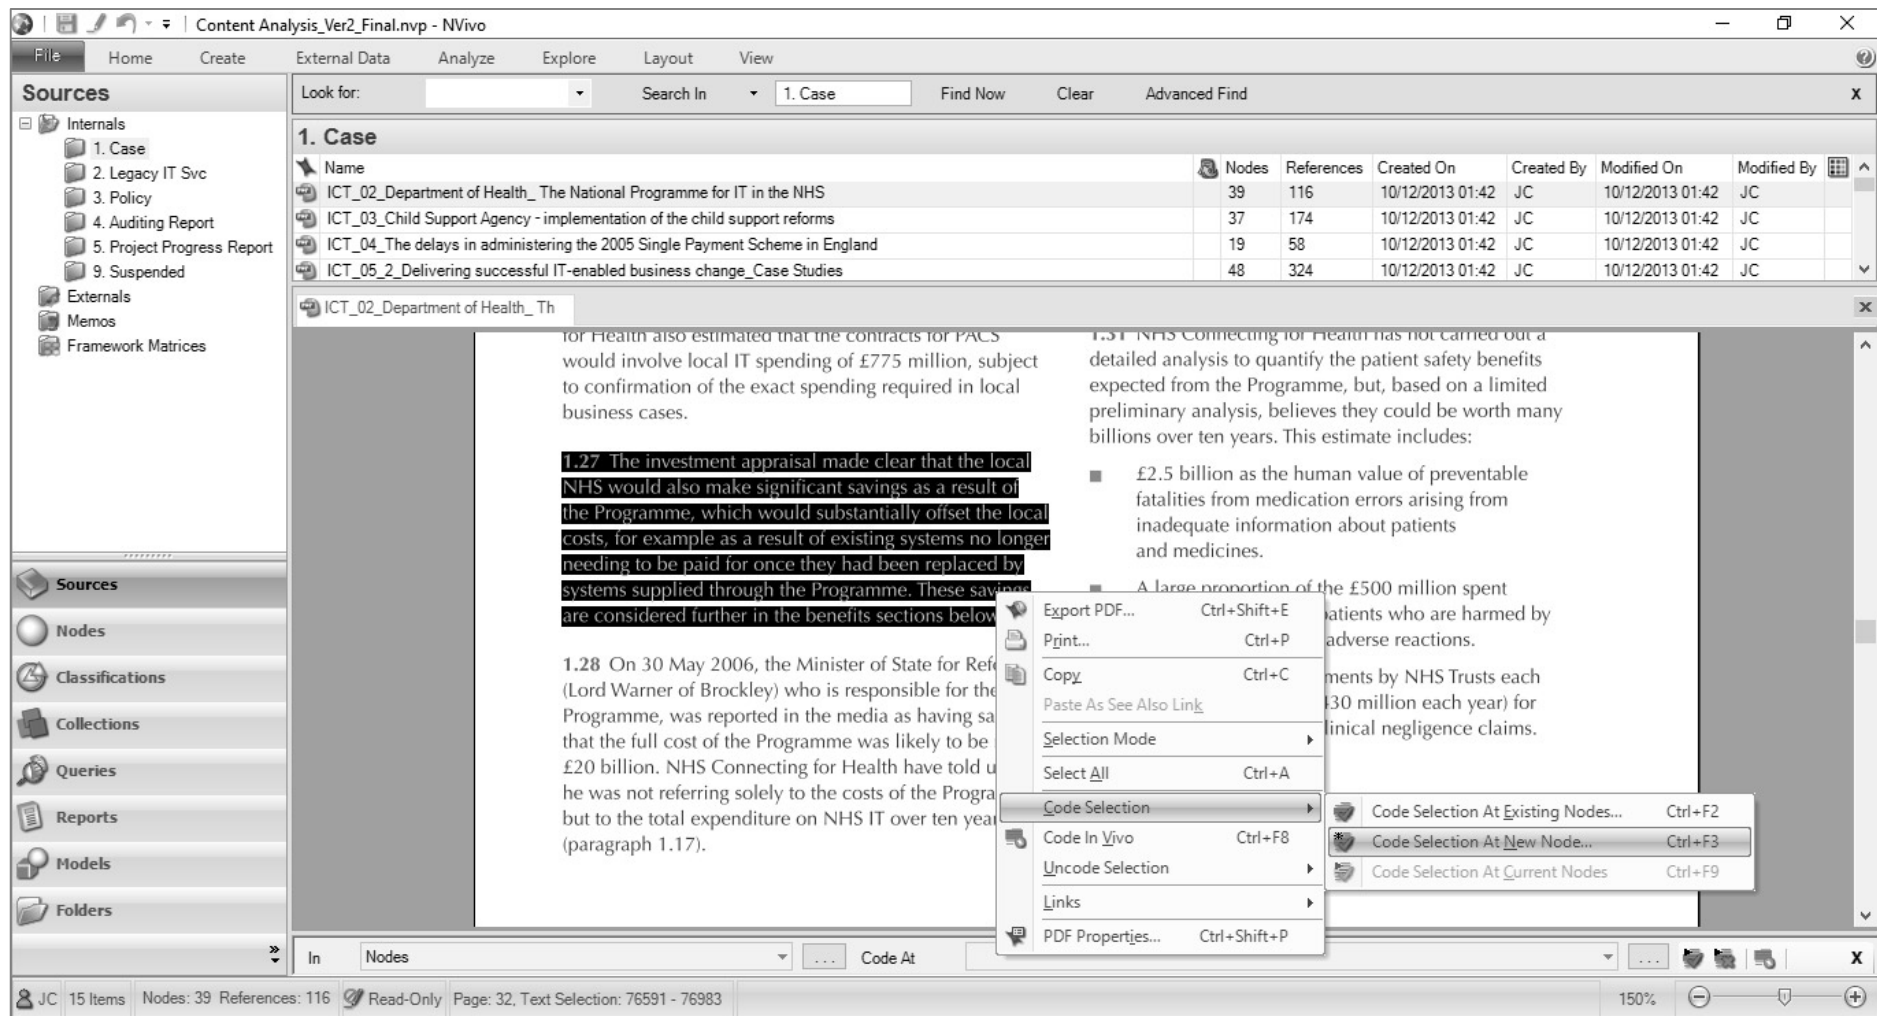 Content Analysis_Ver2_Final.nvp - NVivo
File Home Create External Data Analyze Explore Layout View
Sources
Look for: Search In 1. Case Find Now Clear Advanced Find x
Internals
1. Case
2. Legacy IT Svc
3. Policy
4. Auditing Report
5. Project Progress Report
9. Suspended
Externals
Memos
Framework Matrices
1. Case
Name Nodes References Created On Created By Modified On Modified By
ICT_02_Department of Health_ The National Programme for IT in the NHS 39 116 10/12/2013 01:42 JC 10/12/2013 01:42 JC
ICT_03_Child Support Agency - implementation of the child support reforms 37 174 10/12/2013 01:42 JC 10/12/2013 01:42 JC
ICT_04_The delays in administering the 2005 Single Payment Scheme in England 19 58 10/12/2013 01:42 JC 10/12/2013 01:42 JC
ICT_05_2_Delivering successful IT-enabled business change_Case Studies 48 324 10/12/2013 01:42 JC 10/12/2013 01:42 JC
ICT_02_Department of Health_ Th x
for Health also estimated that the contracts for PACS
would involve local IT spending of £775 million, subject
to confirmation of the exact spending required in local
business cases.
1.27 The investment appraisal made clear that the local
NHS would also make significant savings as a result of
the Programme, which would substantially offset the local
costs, for example as a result of existing systems no longer
needing to be paid for once they had been replaced by
systems supplied through the Programme. These savings
are considered further in the benefits sections below
1.28 On 30 May 2006, the Minister of State for Ref
(Lord Warner of Brockley) who is responsible for the
Programme, was reported in the media as having sa
that the full cost of the Programme was likely to be
£20 billion. NHS Connecting for Health have told u
he was not referring solely to the costs of the Progra
but to the total expenditure on NHS IT over ten yea
(paragraph 1.17).
1.31 NHS Connecting for Health has not carried out a
detailed analysis to quantify the patient safety benefits
expected from the Programme, but, based on a limited
preliminary analysis, believes they could be worth many
billions over ten years. This estimate includes:
£2.5 billion as the human value of preventable
fatalities from medication errors arising from
inadequate information about patients
and medicines.
A large proportion of the £500 million spent
patients who are harmed by
adverse reactions.
ments by NHS Trusts each
430 million each year) for
linical negligence claims.
Export PDF... Ctrl+Shift+E
Print... Ctrl+P
Copy Ctrl+C
Paste As See Also Link
Selection Mode
Select All Ctrl+A
Code Selection
Code In Vivo Ctrl+F8
Uncode Selection
Links
PDF Properties... Ctrl+Shift+P
Code Selection At Existing Nodes... Ctrl+F2
Code Selection At New Node... Ctrl+F3
Code Selection At Current Nodes Ctrl+F9
Sources
Nodes
Classifications
Collections
Queries
Reports
Models
Folders
In Nodes ... Code At ... x
JC 15 Items Nodes: 39 References: 116 Read-Only Page: 32, Text Selection: 76591 - 76983 150%